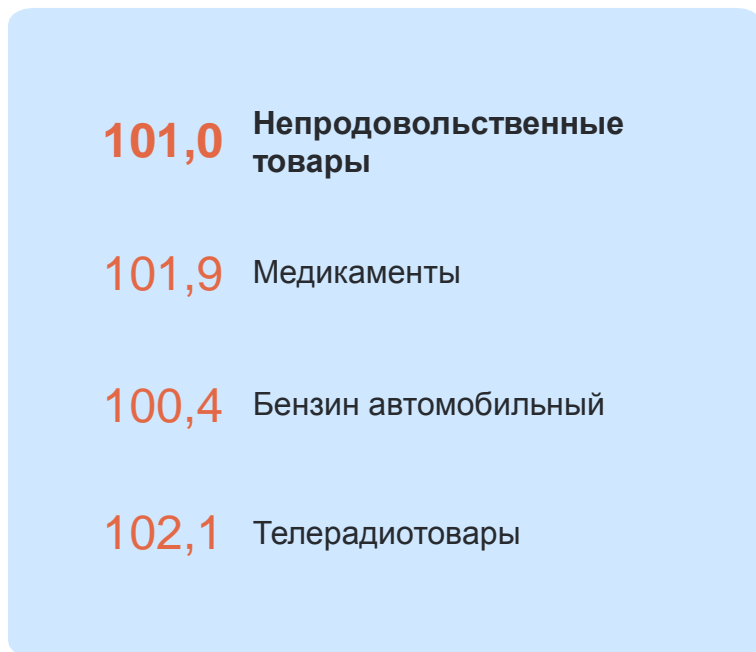 101,0 Непродовольственные
товары
101,9 Медикаменты
100,4 Бензин автомобильный
102,1 Телерадиотовары